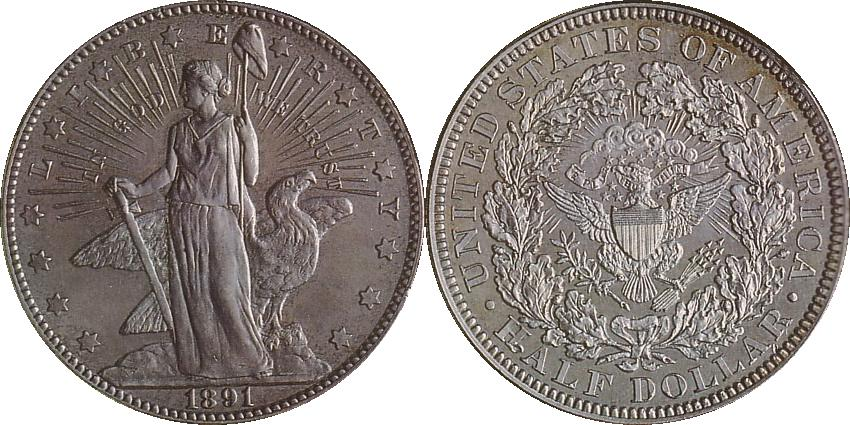 LIBERTY
IN GOD WE TRUST
1891
UNITED STATES OF AMERICA
· HALF DOLLAR ·